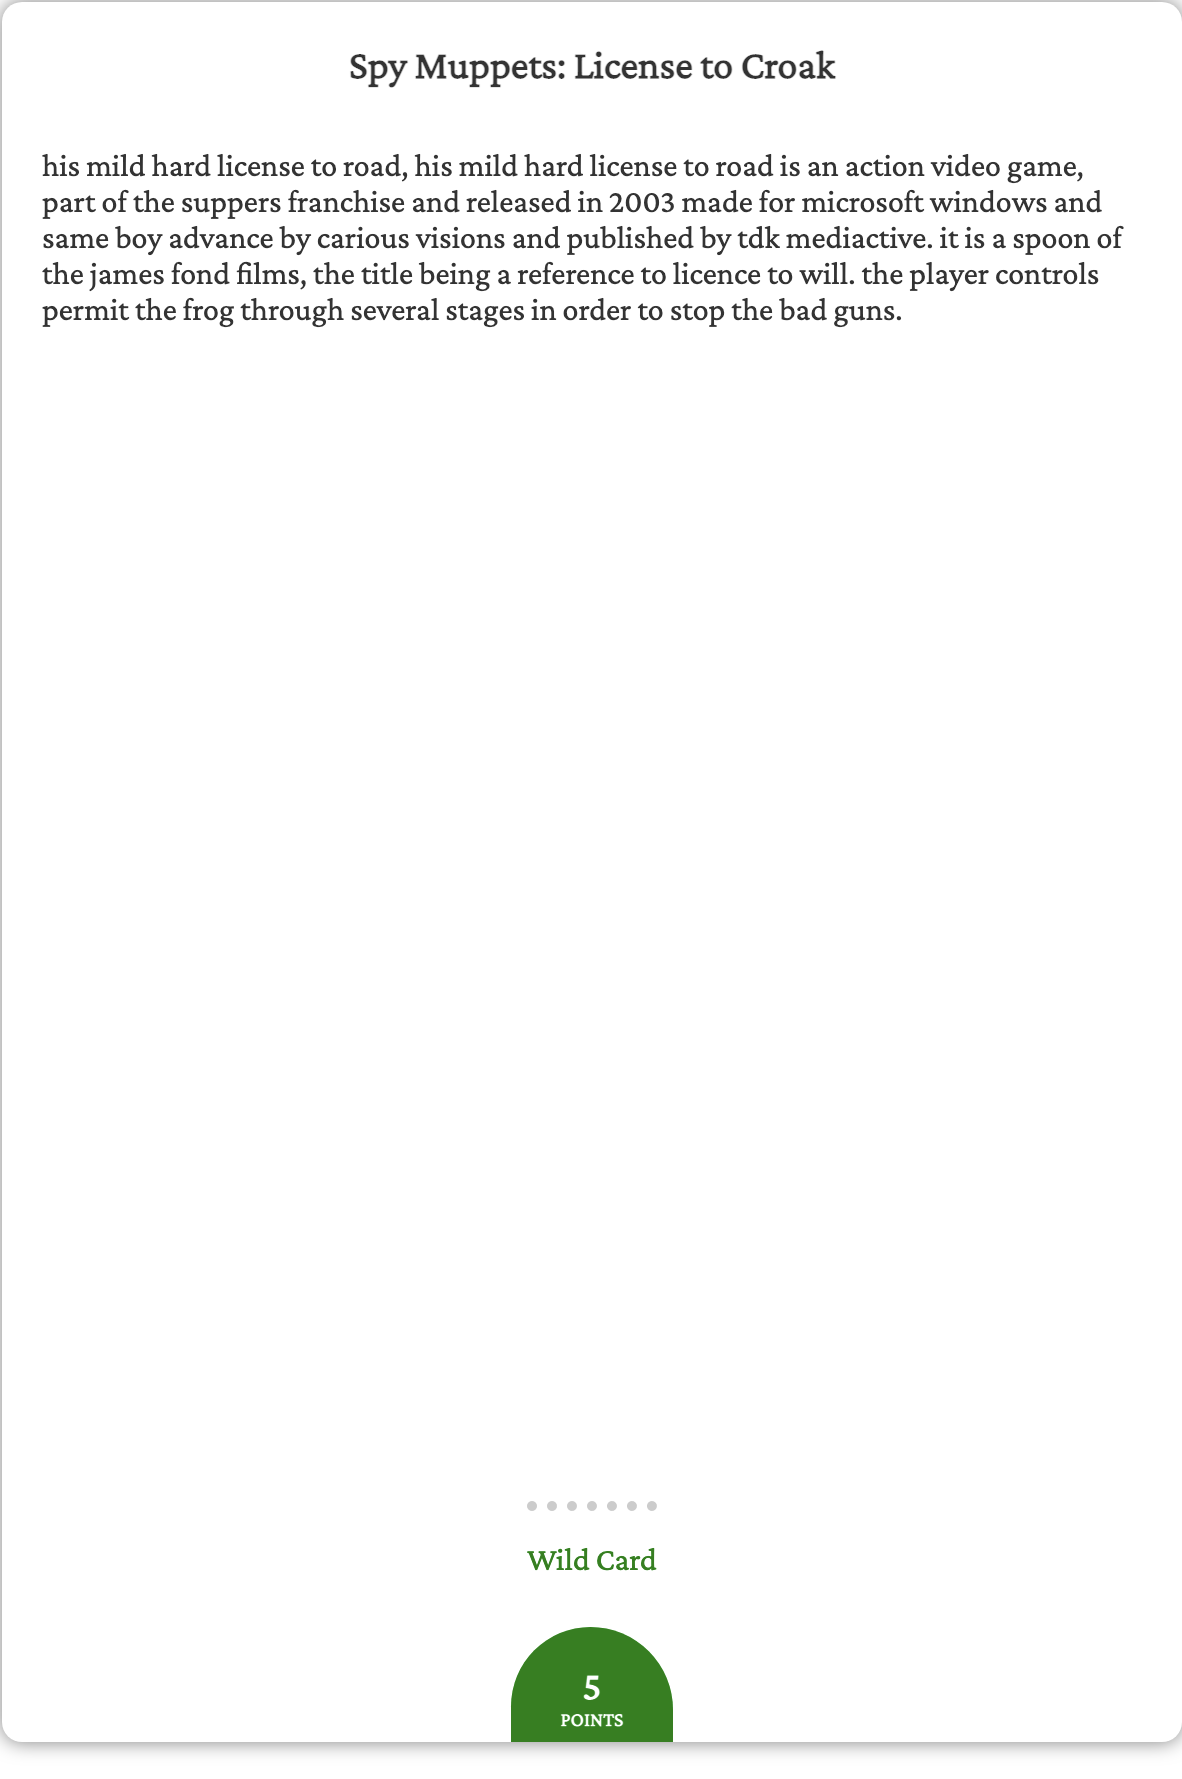 Spy Muppets: License to Croak
his mild hard license to road, his mild hard license to road is an action video game,
part of the suppers franchise and released in 2003 made for microsoft windows and
same boy advance by carious visions and published by tdk mediactive. it is a spoon of
the james fond films, the title being a reference to licence to will. the player controls
permit the frog through several stages in order to stop the bad guns.
Wild Card
5
POINTS